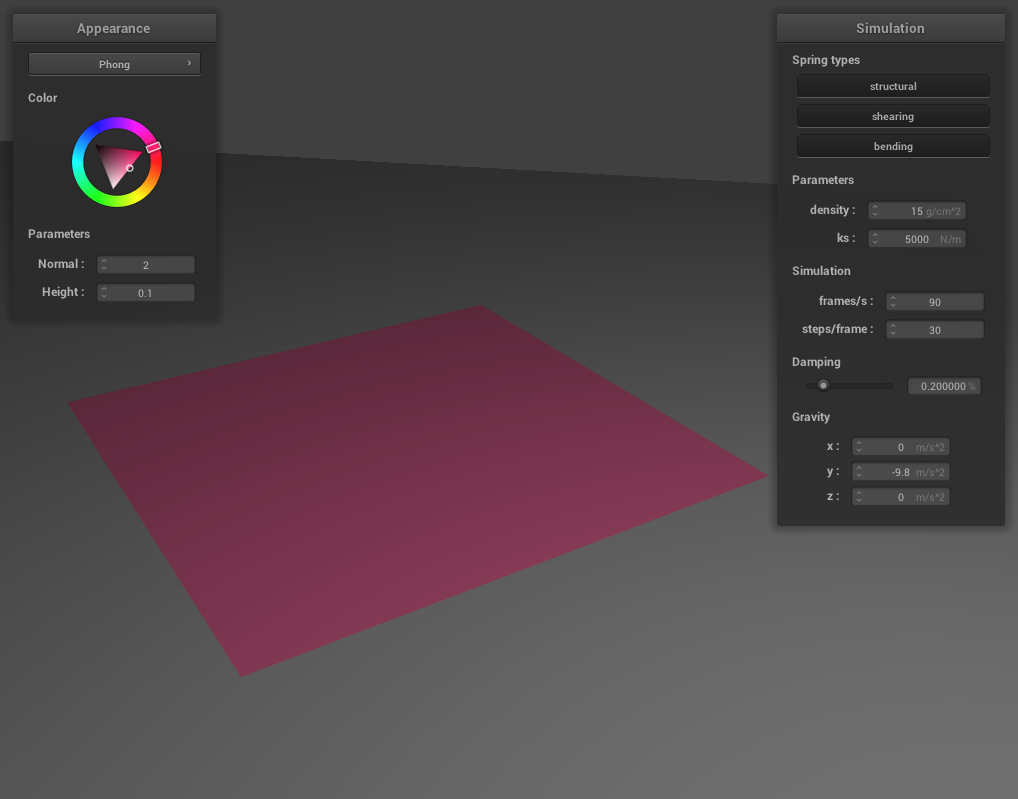 Appearance
Phong
Color
Parameters
Normal : 2
Height : 0.1
Simulation
Spring types
structural
shearing
bending
Parameters
density : 15 g/cm^2
ks : 5000 N/m
Simulation
frames/s : 90
steps/frame : 30
Damping
0.200000 %
Gravity
x : 0 m/s^2
y : -9.8 m/s^2
z : 0 m/s^2